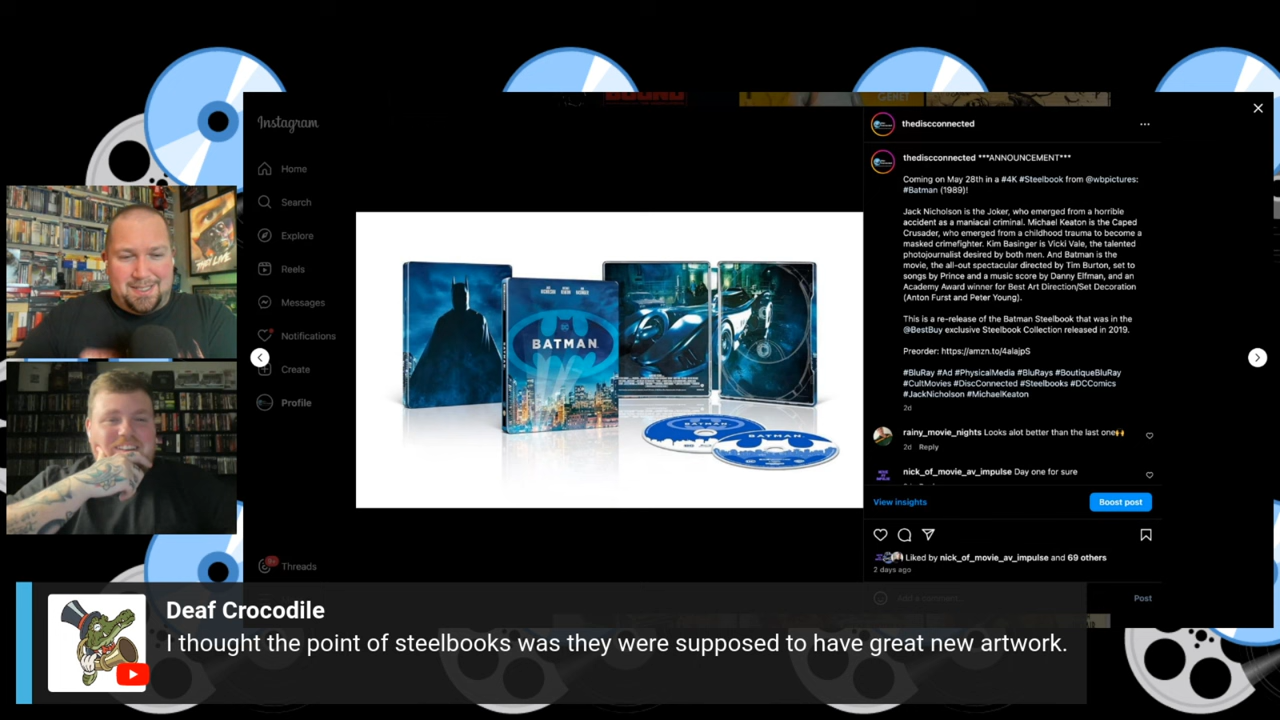 Instagram
Home
Search
Explore
Reels
Messages
Notifications
Create
Profile
Threads
GENET
BATMAN
BATMAN
BATMAN
thediscconnected
thediscconnected ***ANNOUNCEMENT***
Coming on May 28th in a #4K #Steelbook from @wbpictures:
#Batman (1989)!
Jack Nicholson is the Joker, who emerged from a horrible
accident as a maniacal criminal. Michael Keaton is the Caped
Crusader, who emerged from a childhood trauma to become a
masked crimefighter. Kim Basinger is Vicki Vale, the talented
photojournalist desired by both men. And Batman is the
movie, the all-out spectacular directed by Tim Burton, set to
songs by Prince and a music score by Danny Elfman, and an
Academy Award winner for Best Art Direction/Set Decoration
(Anton Furst and Peter Young).
This is a re-release of the Batman Steelbook that was in the
@BestBuy exclusive Steelbook Collection released in 2019.
Preorder: https://amzn.to/4alajpS
#BluRay #Ad #PhysicalMedia #BluRays #BoutiqueBluRay
#CultMovies #DiscConnected #Steelbooks #DCComics
#JackNicholson #MichaelKeaton
2d
rainy_movie_nights Looks alot better than the last one🙌
2d Reply
nick_of_movie_av_impulse Day one for sure
View insights
Boost post
Liked by nick_of_movie_av_impulse and 69 others
2 days ago
Add a comment...
Post
THEY LIVE
Deaf Crocodile
I thought the point of steelbooks was they were supposed to have great new artwork.